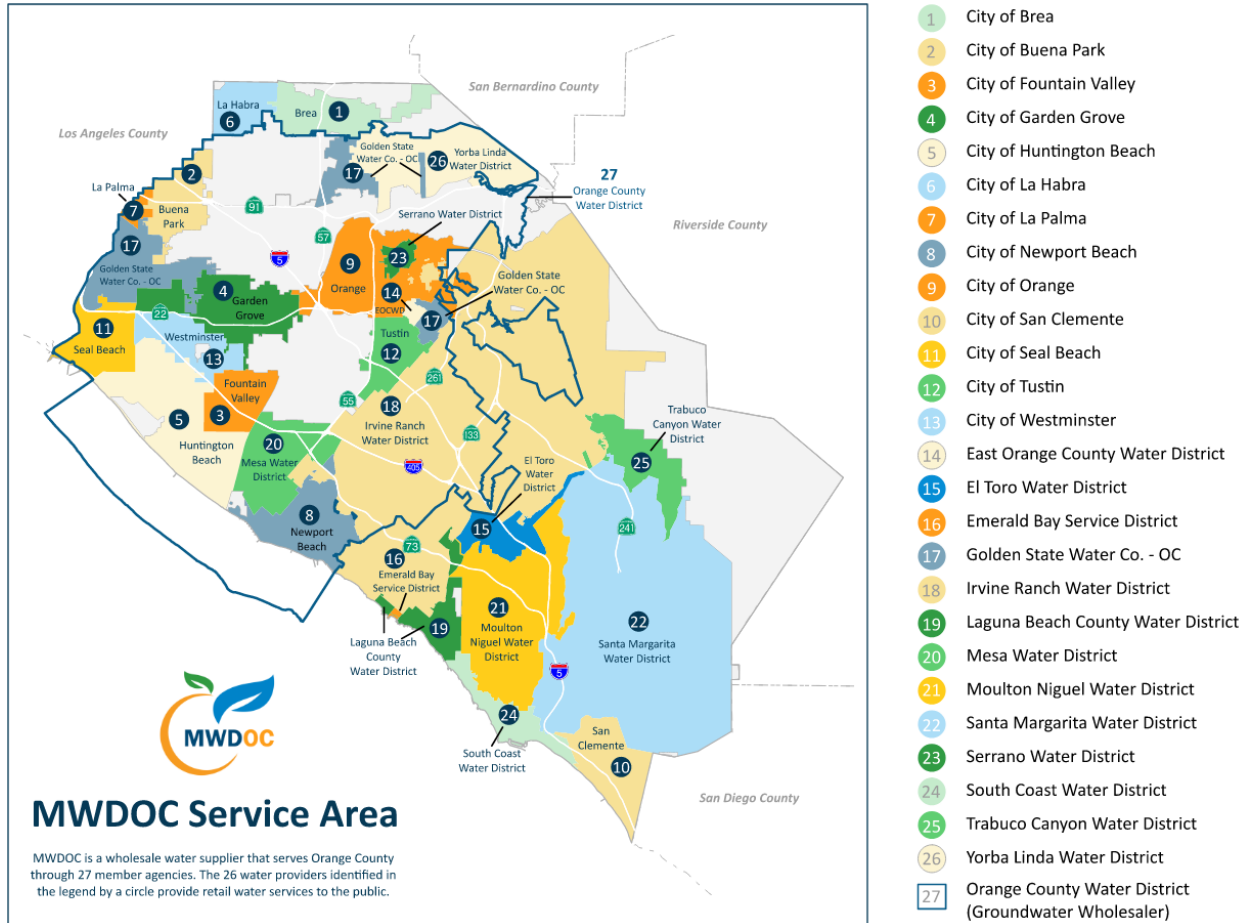 San Bernardino County
Los Angeles County
Riverside County
San Diego County
La Habra
6
Brea
1
Golden State
Water Co. - OC
17
26
Yorba Linda
Water District
27
Orange County
Water District
2
La Palma
7
Buena
Park
91
57
5
Serrano Water District
23
17
Golden State
Water Co. - OC
9
Orange
14
EOCWD
Golden State
Water Co. - OC
17
4
Garden
Grove
22
11
Seal Beach
Westminster
13
Tustin
12
261
Fountain
Valley
3
55
18
Irvine Ranch
Water District
133
5
Huntington
Beach
20
Mesa Water
District
405
Trabuco
Canyon Water
District
25
El Toro
Water
District
15
8
Newport
Beach
241
73
16
Emerald Bay
Service District
21
Moulton
Niguel Water
District
22
Santa Margarita
Water District
19
Laguna Beach
County
Water District
5
24
South Coast
Water District
San
Clemente
10
MWDOC
MWDOC Service Area
MWDOC is a wholesale water supplier that serves Orange County
through 27 member agencies. The 26 water providers identified in
the legend by a circle provide retail water services to the public.
1 City of Brea
2 City of Buena Park
3 City of Fountain Valley
4 City of Garden Grove
5 City of Huntington Beach
6 City of La Habra
7 City of La Palma
8 City of Newport Beach
9 City of Orange
10 City of San Clemente
11 City of Seal Beach
12 City of Tustin
13 City of Westminster
14 East Orange County Water District
15 El Toro Water District
16 Emerald Bay Service District
17 Golden State Water Co. - OC
18 Irvine Ranch Water District
19 Laguna Beach County Water District
20 Mesa Water District
21 Moulton Niguel Water District
22 Santa Margarita Water District
23 Serrano Water District
24 South Coast Water District
25 Trabuco Canyon Water District
26 Yorba Linda Water District
27 Orange County Water District
(Groundwater Wholesaler)